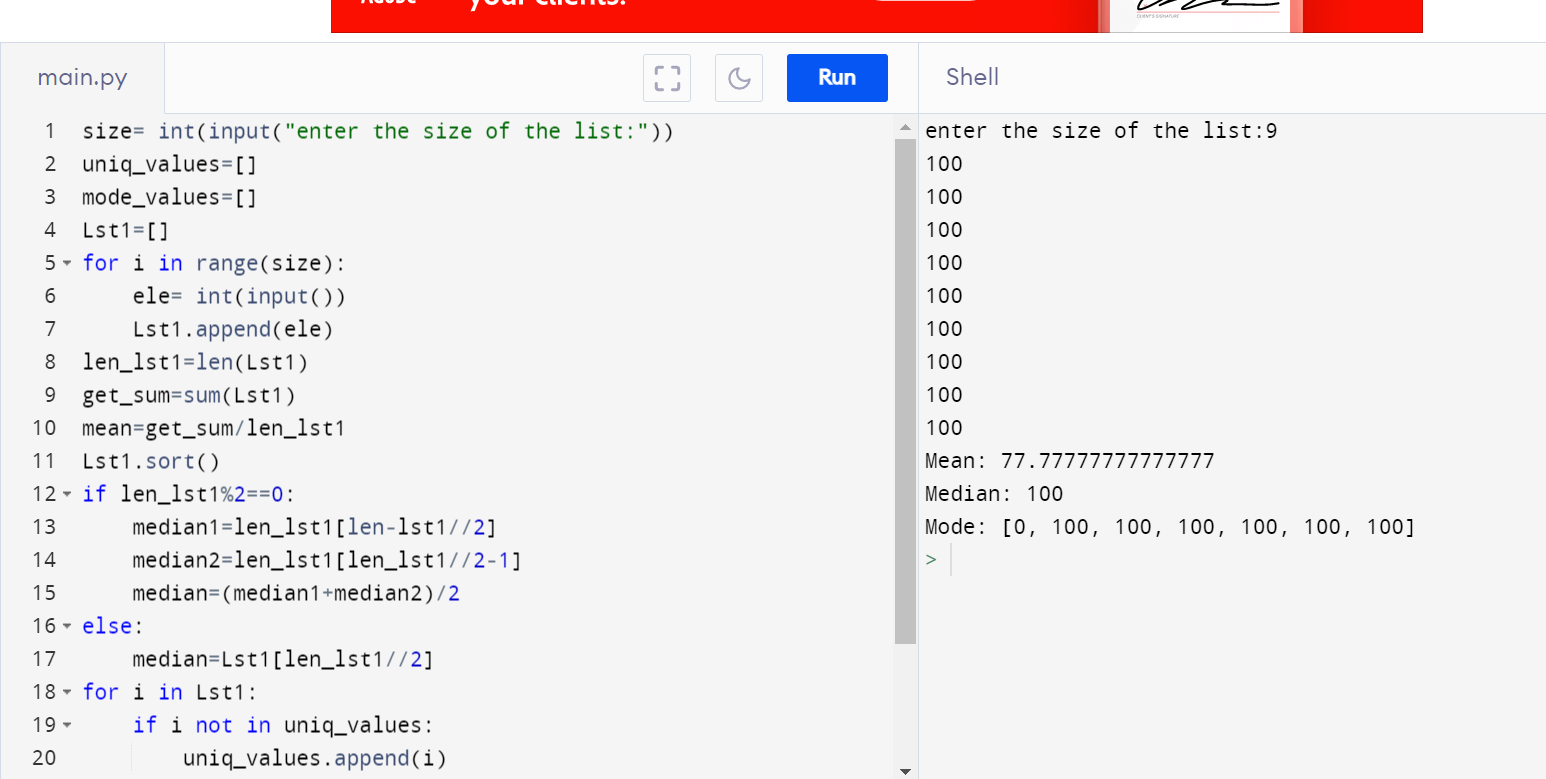 Adobe
your clients.
CLIENT'S SIGNATURE
main.py
Run
Shell
1 size= int(input("enter the size of the list:"))
2 uniq_values=[]
3 mode_values=[]
4 Lst1=[]
5 for i in range(size):
6 ele= int(input())
7 Lst1.append(ele)
8 len_lst1=len(Lst1)
9 get_sum=sum(Lst1)
10 mean=get_sum/len_lst1
11 Lst1.sort()
12 if len_lst1%2==0:
13 median1=len_lst1[len-lst1//2]
14 median2=len_lst1[len_lst1//2-1]
15 median=(median1+median2)/2
16 else:
17 median=Lst1[len_lst1//2]
18 for i in Lst1:
19 if i not in uniq_values:
20 uniq_values.append(i)
enter the size of the list:9
100
100
100
100
100
100
100
100
100
Mean: 77.77777777777777
Median: 100
Mode: [0, 100, 100, 100, 100, 100, 100]
>